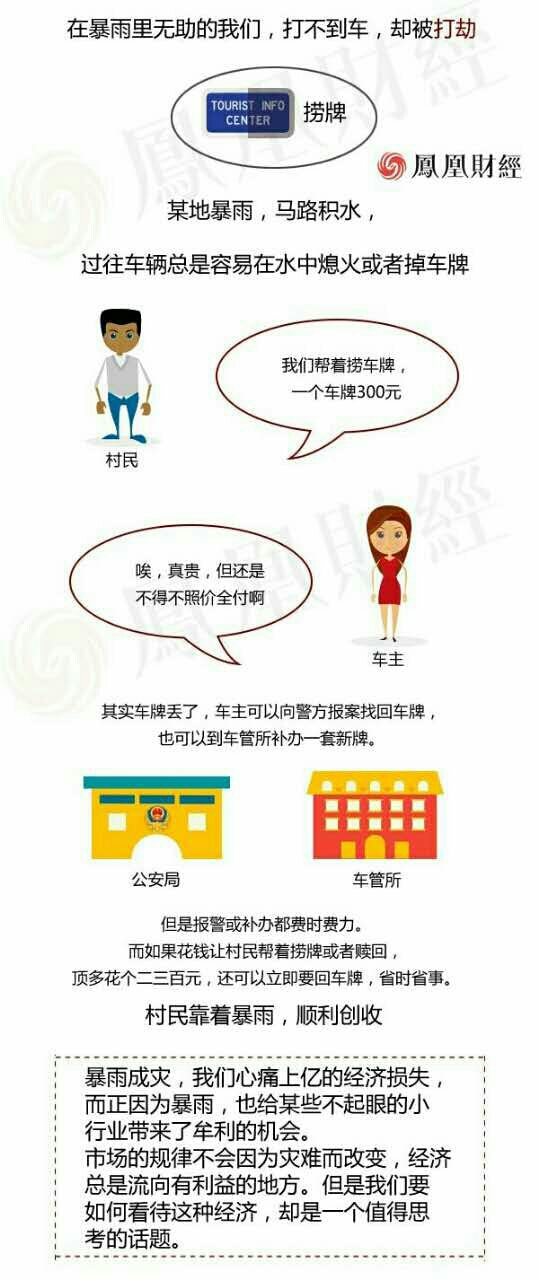 在暴雨里无助的我们，打不到车，却被打劫
TOURIST INFO
CENTER
捞牌
鳳凰財經
某地暴雨，马路积水，
过往车辆总是容易在水中熄火或者掉车牌
我们帮着捞车牌，
一个车牌300元
村民
鳳凰財經
唉，真贵，但还是
不得不照价全付啊
车主
其实车牌丢了，车主可以向警方报案找回车牌，
也可以到车管所补办一套新牌。
公安局
车管所
但是报警或补办都费时费力。
而如果花钱让村民帮着捞牌或者赎回，
顶多花个二三百元，还可以立即要回车牌，省时省事。
村民靠着暴雨，顺利创收
暴雨成灾，我们心痛上亿的经济损失，
而正因为暴雨，也给某些不起眼的小
行业带来了牟利的机会。
市场的规律不会因为灾难而改变，经济
总是流向有利益的地方。但是我们要
如何看待这种经济，却是一个值得思
考的话题。